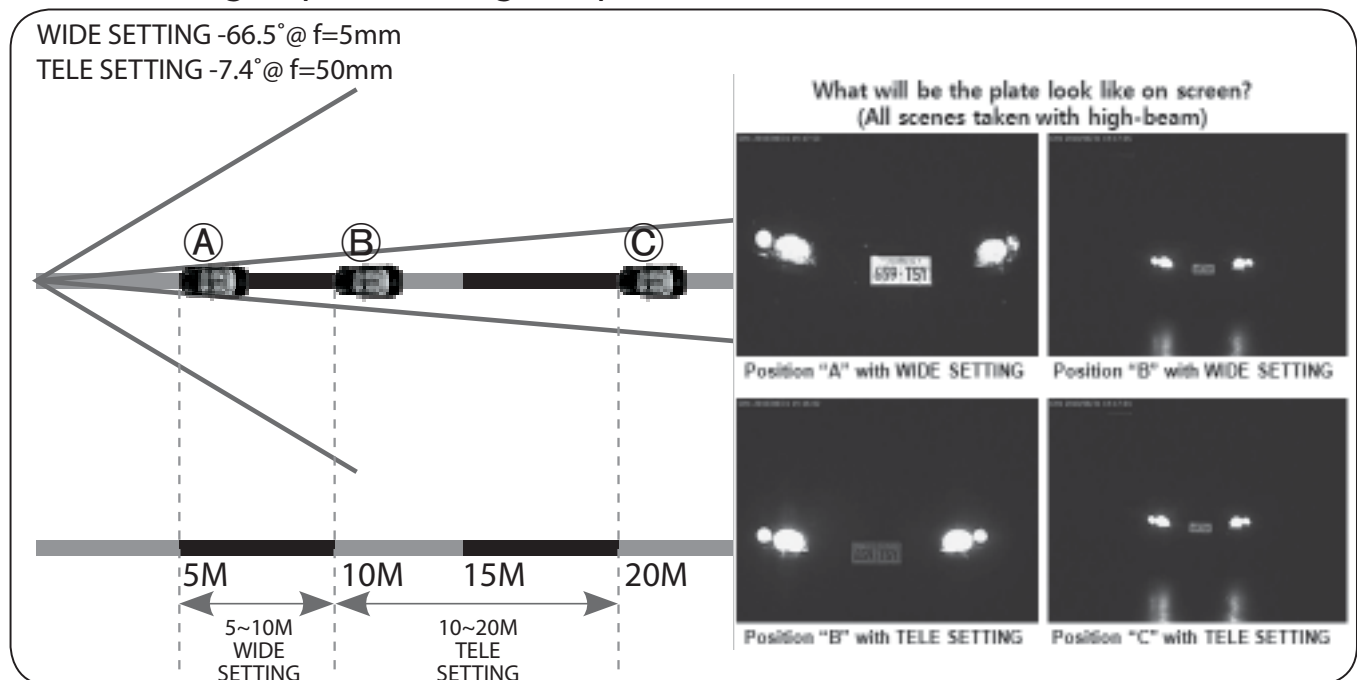 WIDE SETTING -66.5˚@ f=5mm
TELE SETTING -7.4˚@ f=50mm
What will be the plate look like on screen?
(All scenes taken with high-beam)
A
B
C
659·TSY
Position "A" with WIDE SETTING
Position "B" with WIDE SETTING
Position "B" with TELE SETTING
Position "C" with TELE SETTING
5M
10M
15M
20M
5~10M
WIDE
SETTING
10~20M
TELE
SETTING